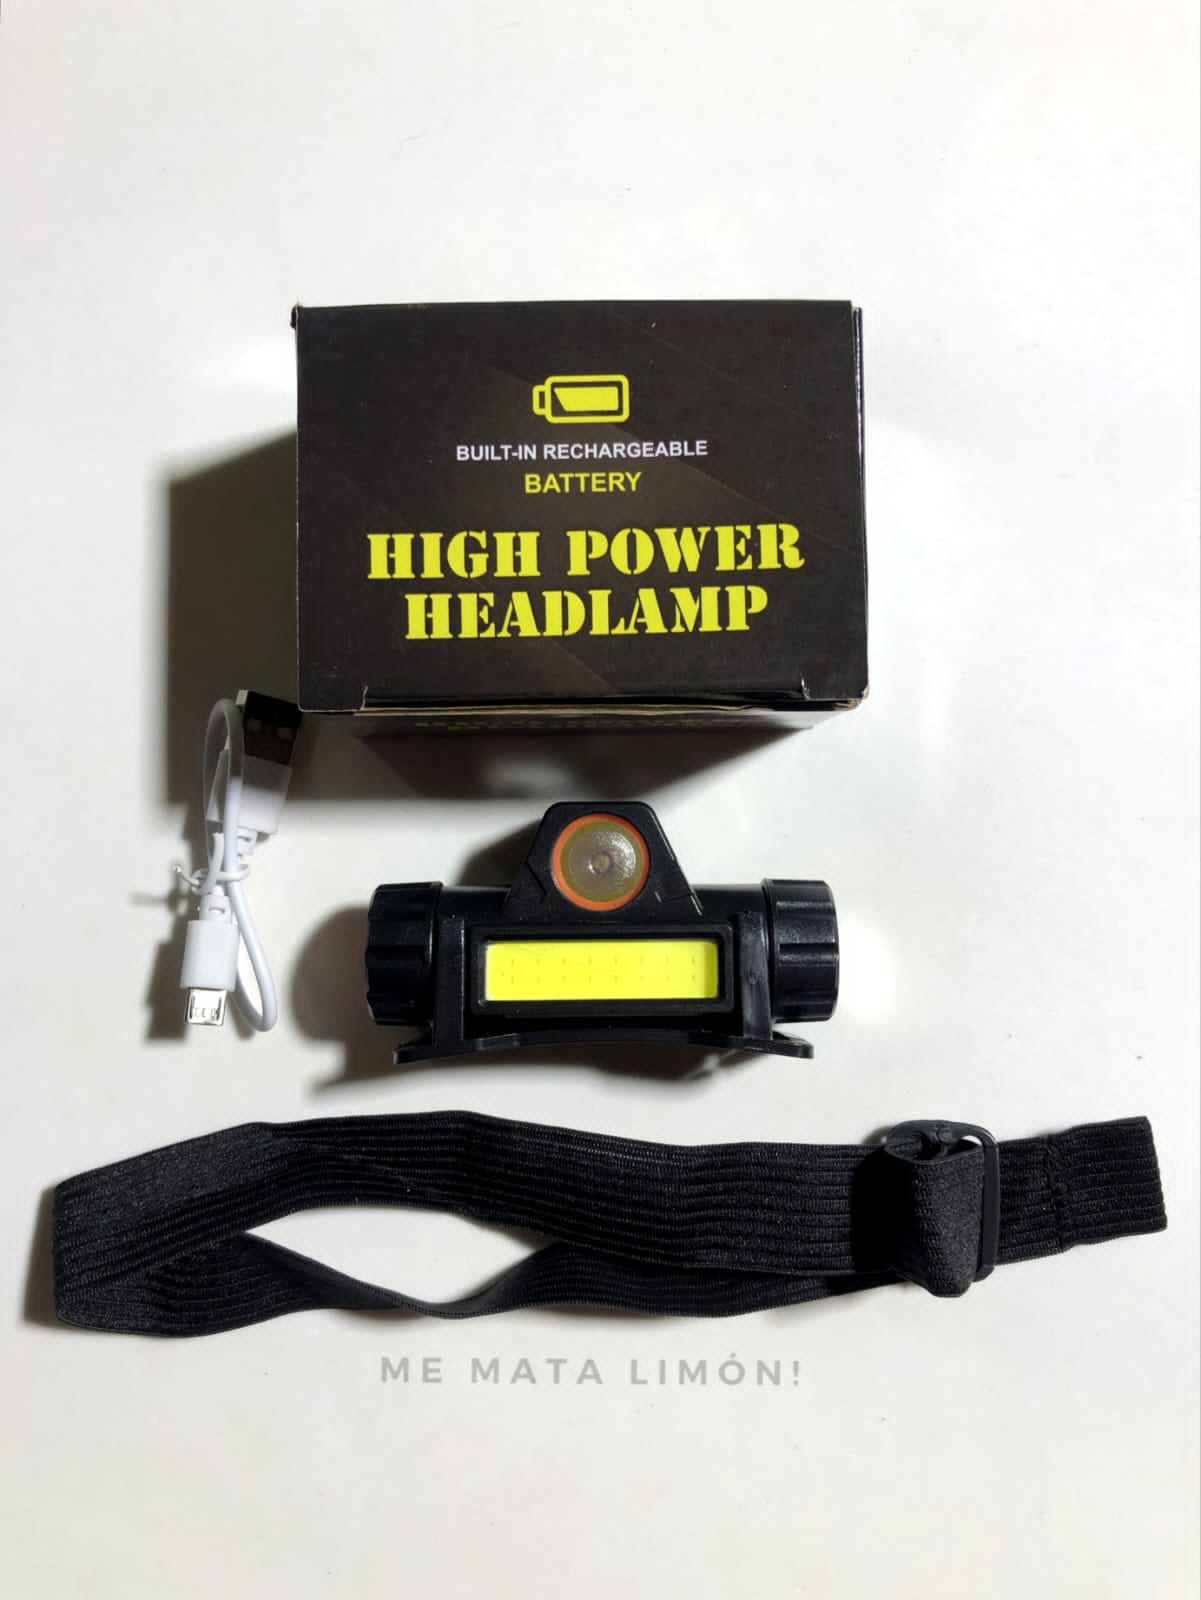 BUILT-IN RECHARGEABLE
BATTERY
HIGH POWER
HEADLAMP
ME MATA LIMÓN!